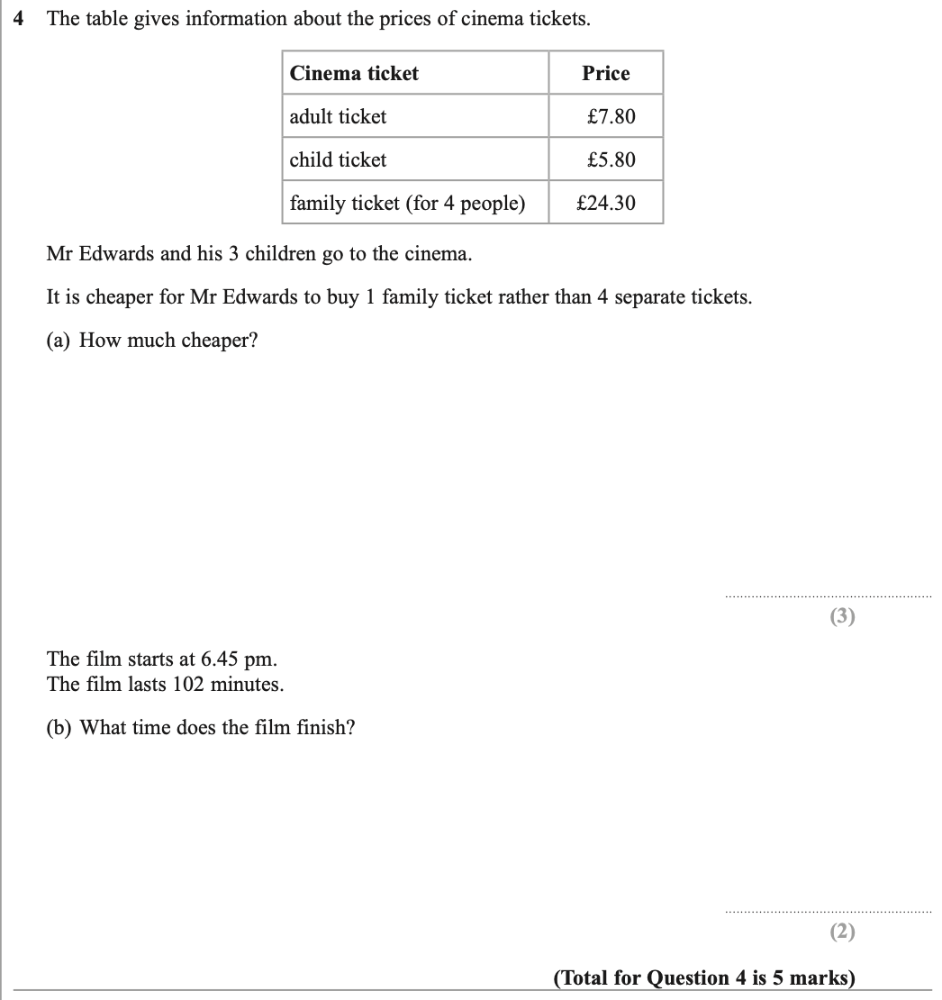 4 The table gives information about the prices of cinema tickets.
Cinema ticket Price
adult ticket £7.80
child ticket £5.80
family ticket (for 4 people) £24.30
Mr Edwards and his 3 children go to the cinema.
It is cheaper for Mr Edwards to buy 1 family ticket rather than 4 separate tickets.
(a) How much cheaper?
(3)
The film starts at 6.45 pm.
The film lasts 102 minutes.
(b) What time does the film finish?
(2)
(Total for Question 4 is 5 marks)